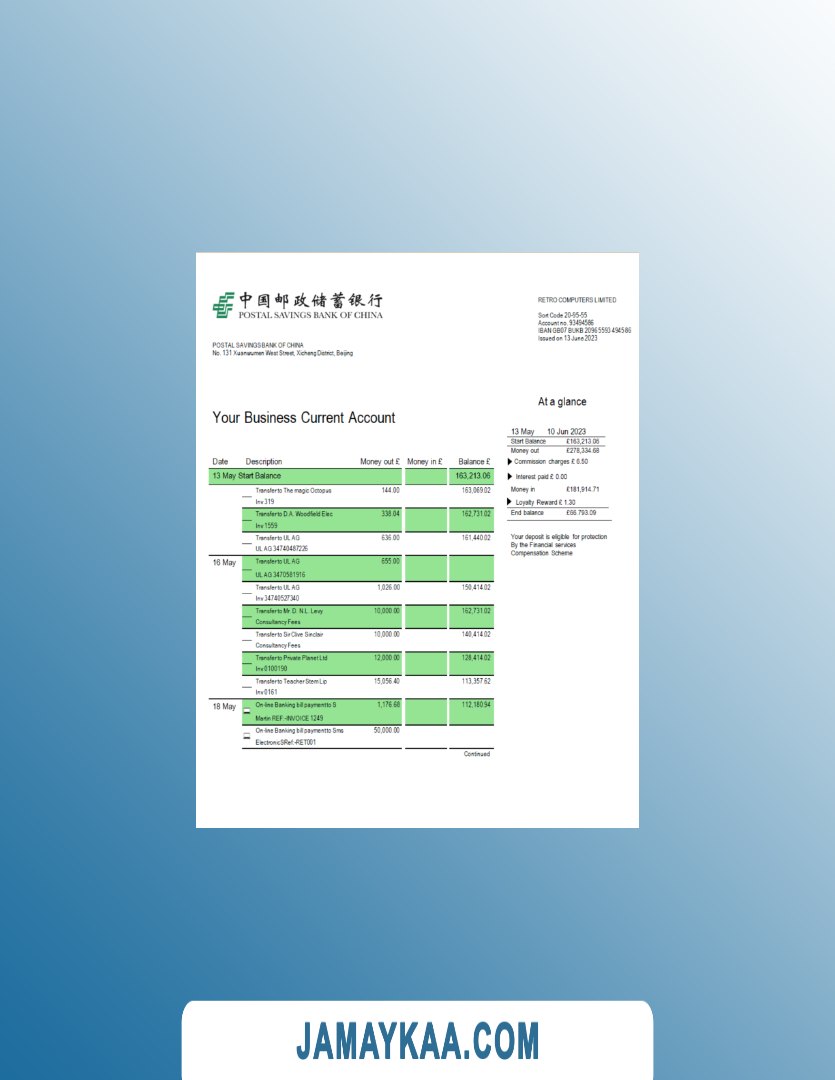 中国邮政储蓄银行
POSTAL SAVINGS BANK OF CHINA
RETRO COMPUTERS LIMITED
Sort Code 20-95-55
Account no. 93494586
IBAN GB07 BUKB 2096 5593 4945 86
Issued on 13 June 2023
POSTAL SAVINGS BANK OF CHINA
No. 131 Xuanwumen West Street, Xicheng District, Beijing
Your Business Current Account
Date Description Money out £ Money in £ Balance £
13 May Start Balance 163,213.06
Transfer to The magic Octopus 144.00 163,069.02
Inv 319
Transfer to D.A. Woodfield Elec 338.04 162,731.02
Inv 1559
Transfer to UL AG 636.00 161,440.02
UL AG 34740487226
16 May Transfer to UL AG 655.00
UL AG 3470581916
Transfer to UL AG 1,026.00 150,414.02
Inv 34740527340
Transfer to Mr. D. N.L. Levy 10,000.00 162,731.02
Consultancy Fees
Transfer to Sir Clive Sinclair 10,000.00 140,414.02
Consultancy Fees
Transfer to Private Planet Ltd 12,000.00 128,414.02
Inv 0100190
Transfer to Teacher Stem Lip 15,056.40 113,357.62
Inv 0161
18 May On-line Banking bill payment to S 1,176.68 112,180.94
Martin REF:-INVOICE 1249
On-line Banking bill payment to Sms 50,000.00
Electronic SRef:-RET001
Continued
At a glance
13 May 10 Jun 2023
Start Balance £163,213.06
Money out £278,334.68
Commission charges £ 6.50
Interest paid £ 0.00
Money in £181,914.71
Loyalty Reward £ 1.30
End balance £66.793.09
Your deposit is eligible for protection
By the Financial services
Compensation Scheme
JAMAYKAA.COM